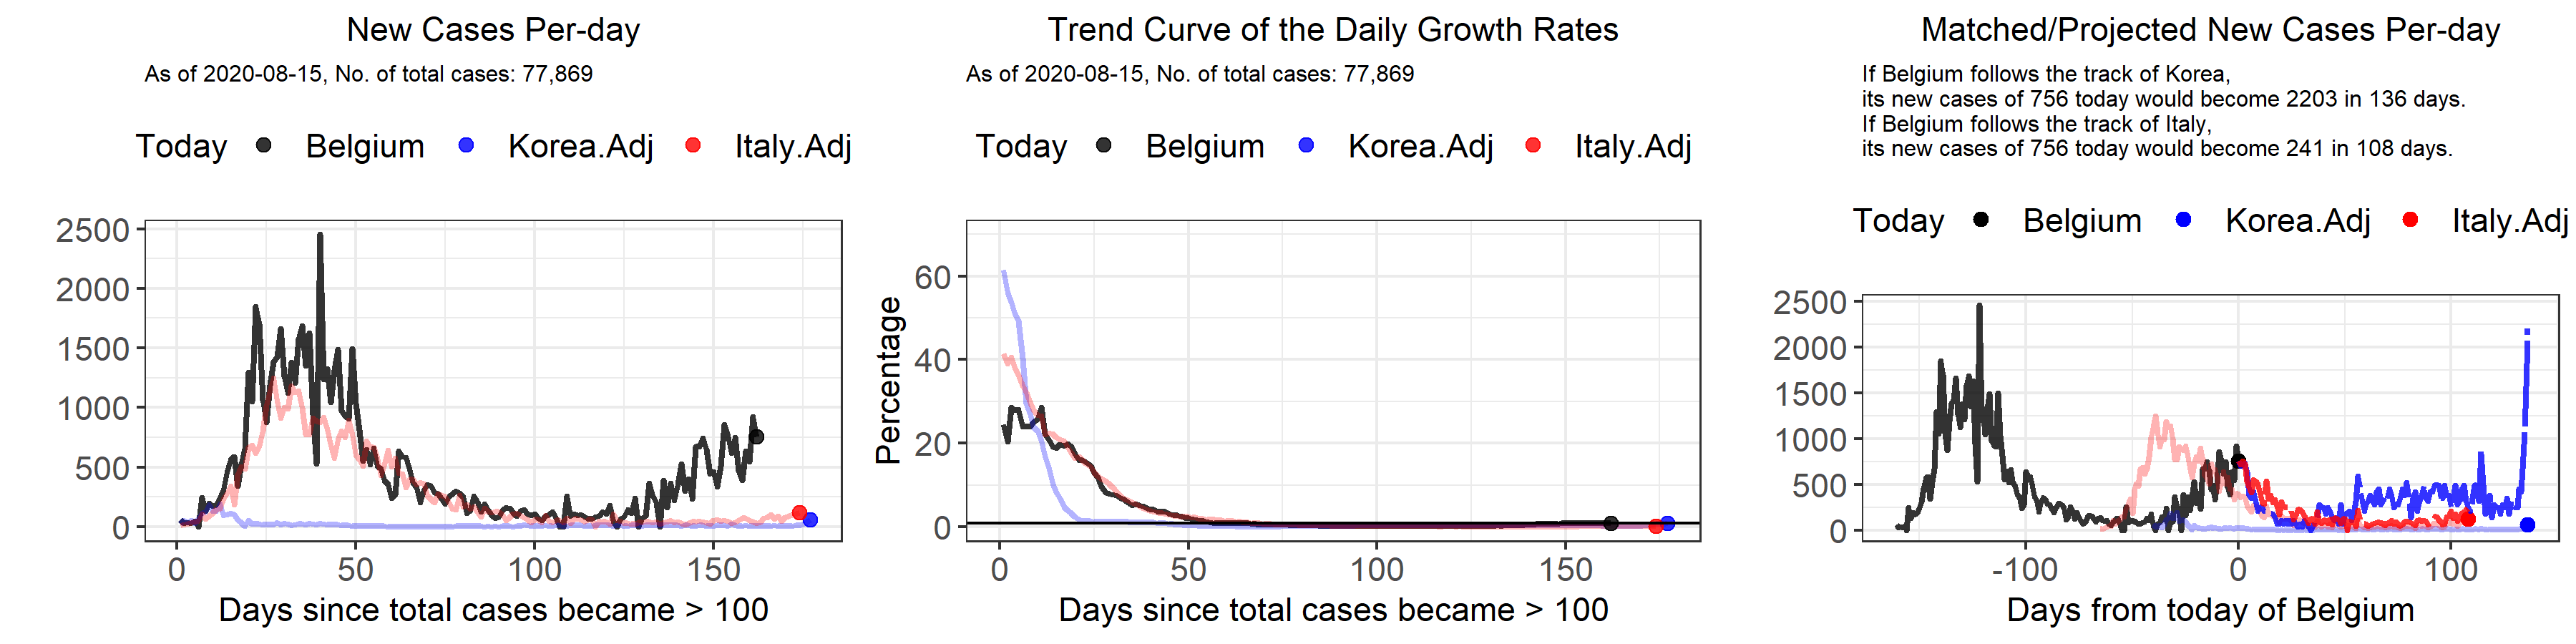 New Cases Per-day
As of 2020-08-15, No. of total cases: 77,869
Today Belgium Korea.Adj Italy.Adj
2500
2000
1500
1000
500
0
0 50 100 150
Days since total cases became > 100
Trend Curve of the Daily Growth Rates
As of 2020-08-15, No. of total cases: 77,869
Today Belgium Korea.Adj Italy.Adj
Percentage
60
40
20
0
0 50 100 150
Days since total cases became > 100
Matched/Projected New Cases Per-day
If Belgium follows the track of Korea,
its new cases of 756 today would become 2203 in 136 days.
If Belgium follows the track of Italy,
its new cases of 756 today would become 241 in 108 days.
Today Belgium Korea.Adj Italy.Adj
2500
2000
1500
1000
500
0
-100 0 100
Days from today of Belgium